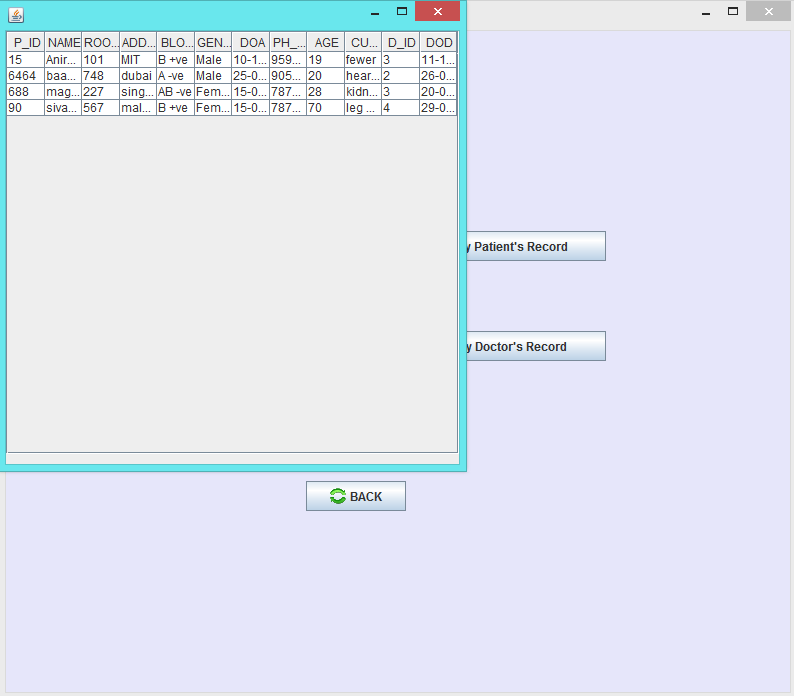 P_ID NAME ROO... ADD... BLO... GEN... DOA PH_... AGE CU... D_ID DOD
15 Anir... 101 MIT B +ve Male 10-1... 959... 19 fewer 3 11-1...
6464 baa... 748 dubai A -ve Male 25-0... 905... 20 hear... 2 26-0...
688 mag... 227 sing... AB -ve Fem... 15-0... 787... 28 kidn... 3 20-0...
90 siva... 567 mal... B +ve Fem... 15-0... 787... 70 leg ... 4 29-0...
y Patient's Record
y Doctor's Record
BACK